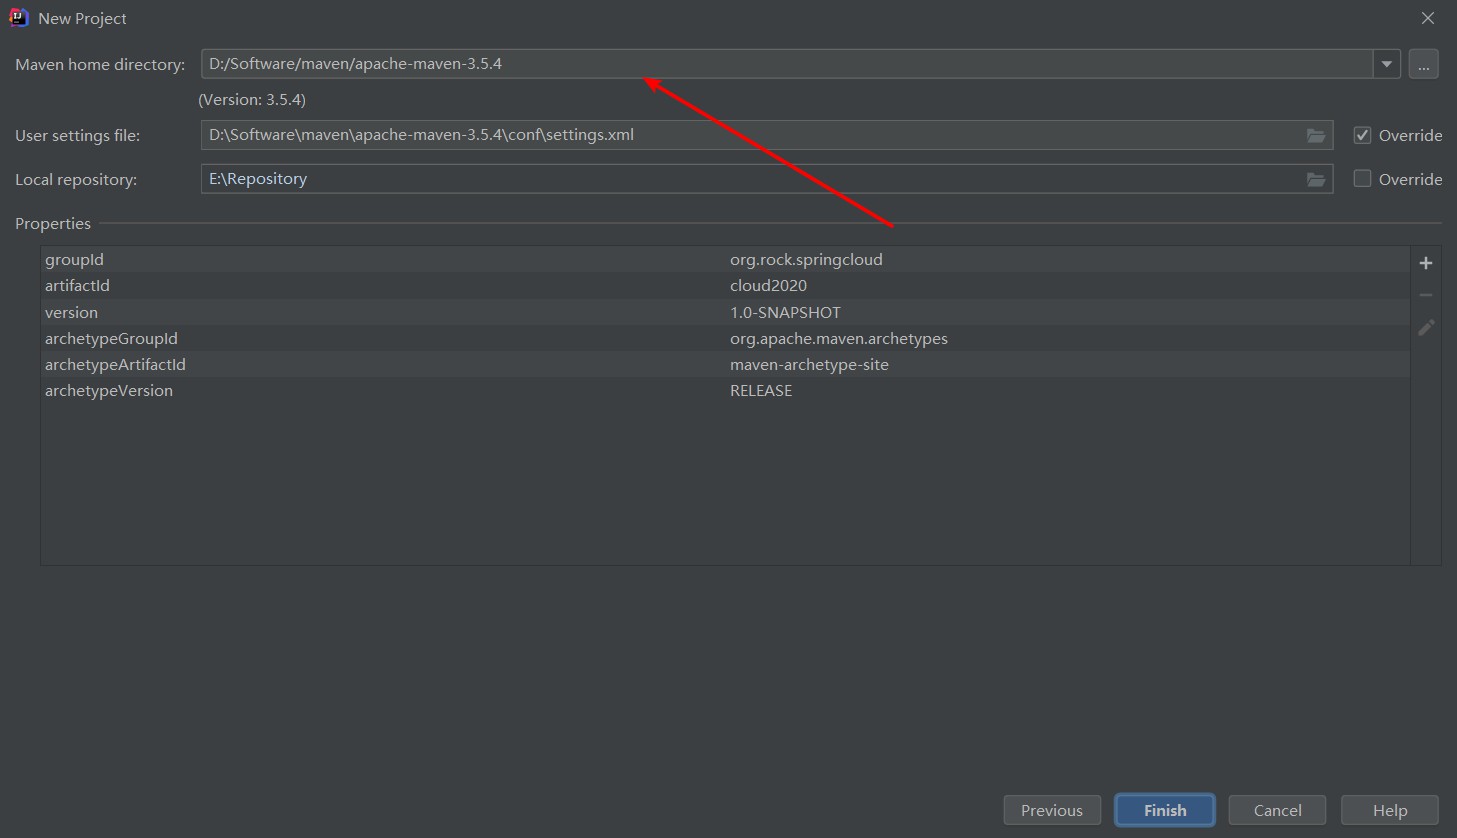 New Project
Maven home directory: D:/Software/maven/apache-maven-3.5.4 ...
(Version: 3.5.4)
User settings file: D:\Software\maven\apache-maven-3.5.4\conf\settings.xml Override
Local repository: E:\Repository Override
Properties
groupId org.rock.springcloud
artifactId cloud2020
version 1.0-SNAPSHOT
archetypeGroupId org.apache.maven.archetypes
archetypeArtifactId maven-archetype-site
archetypeVersion RELEASE
Previous Finish Cancel Help